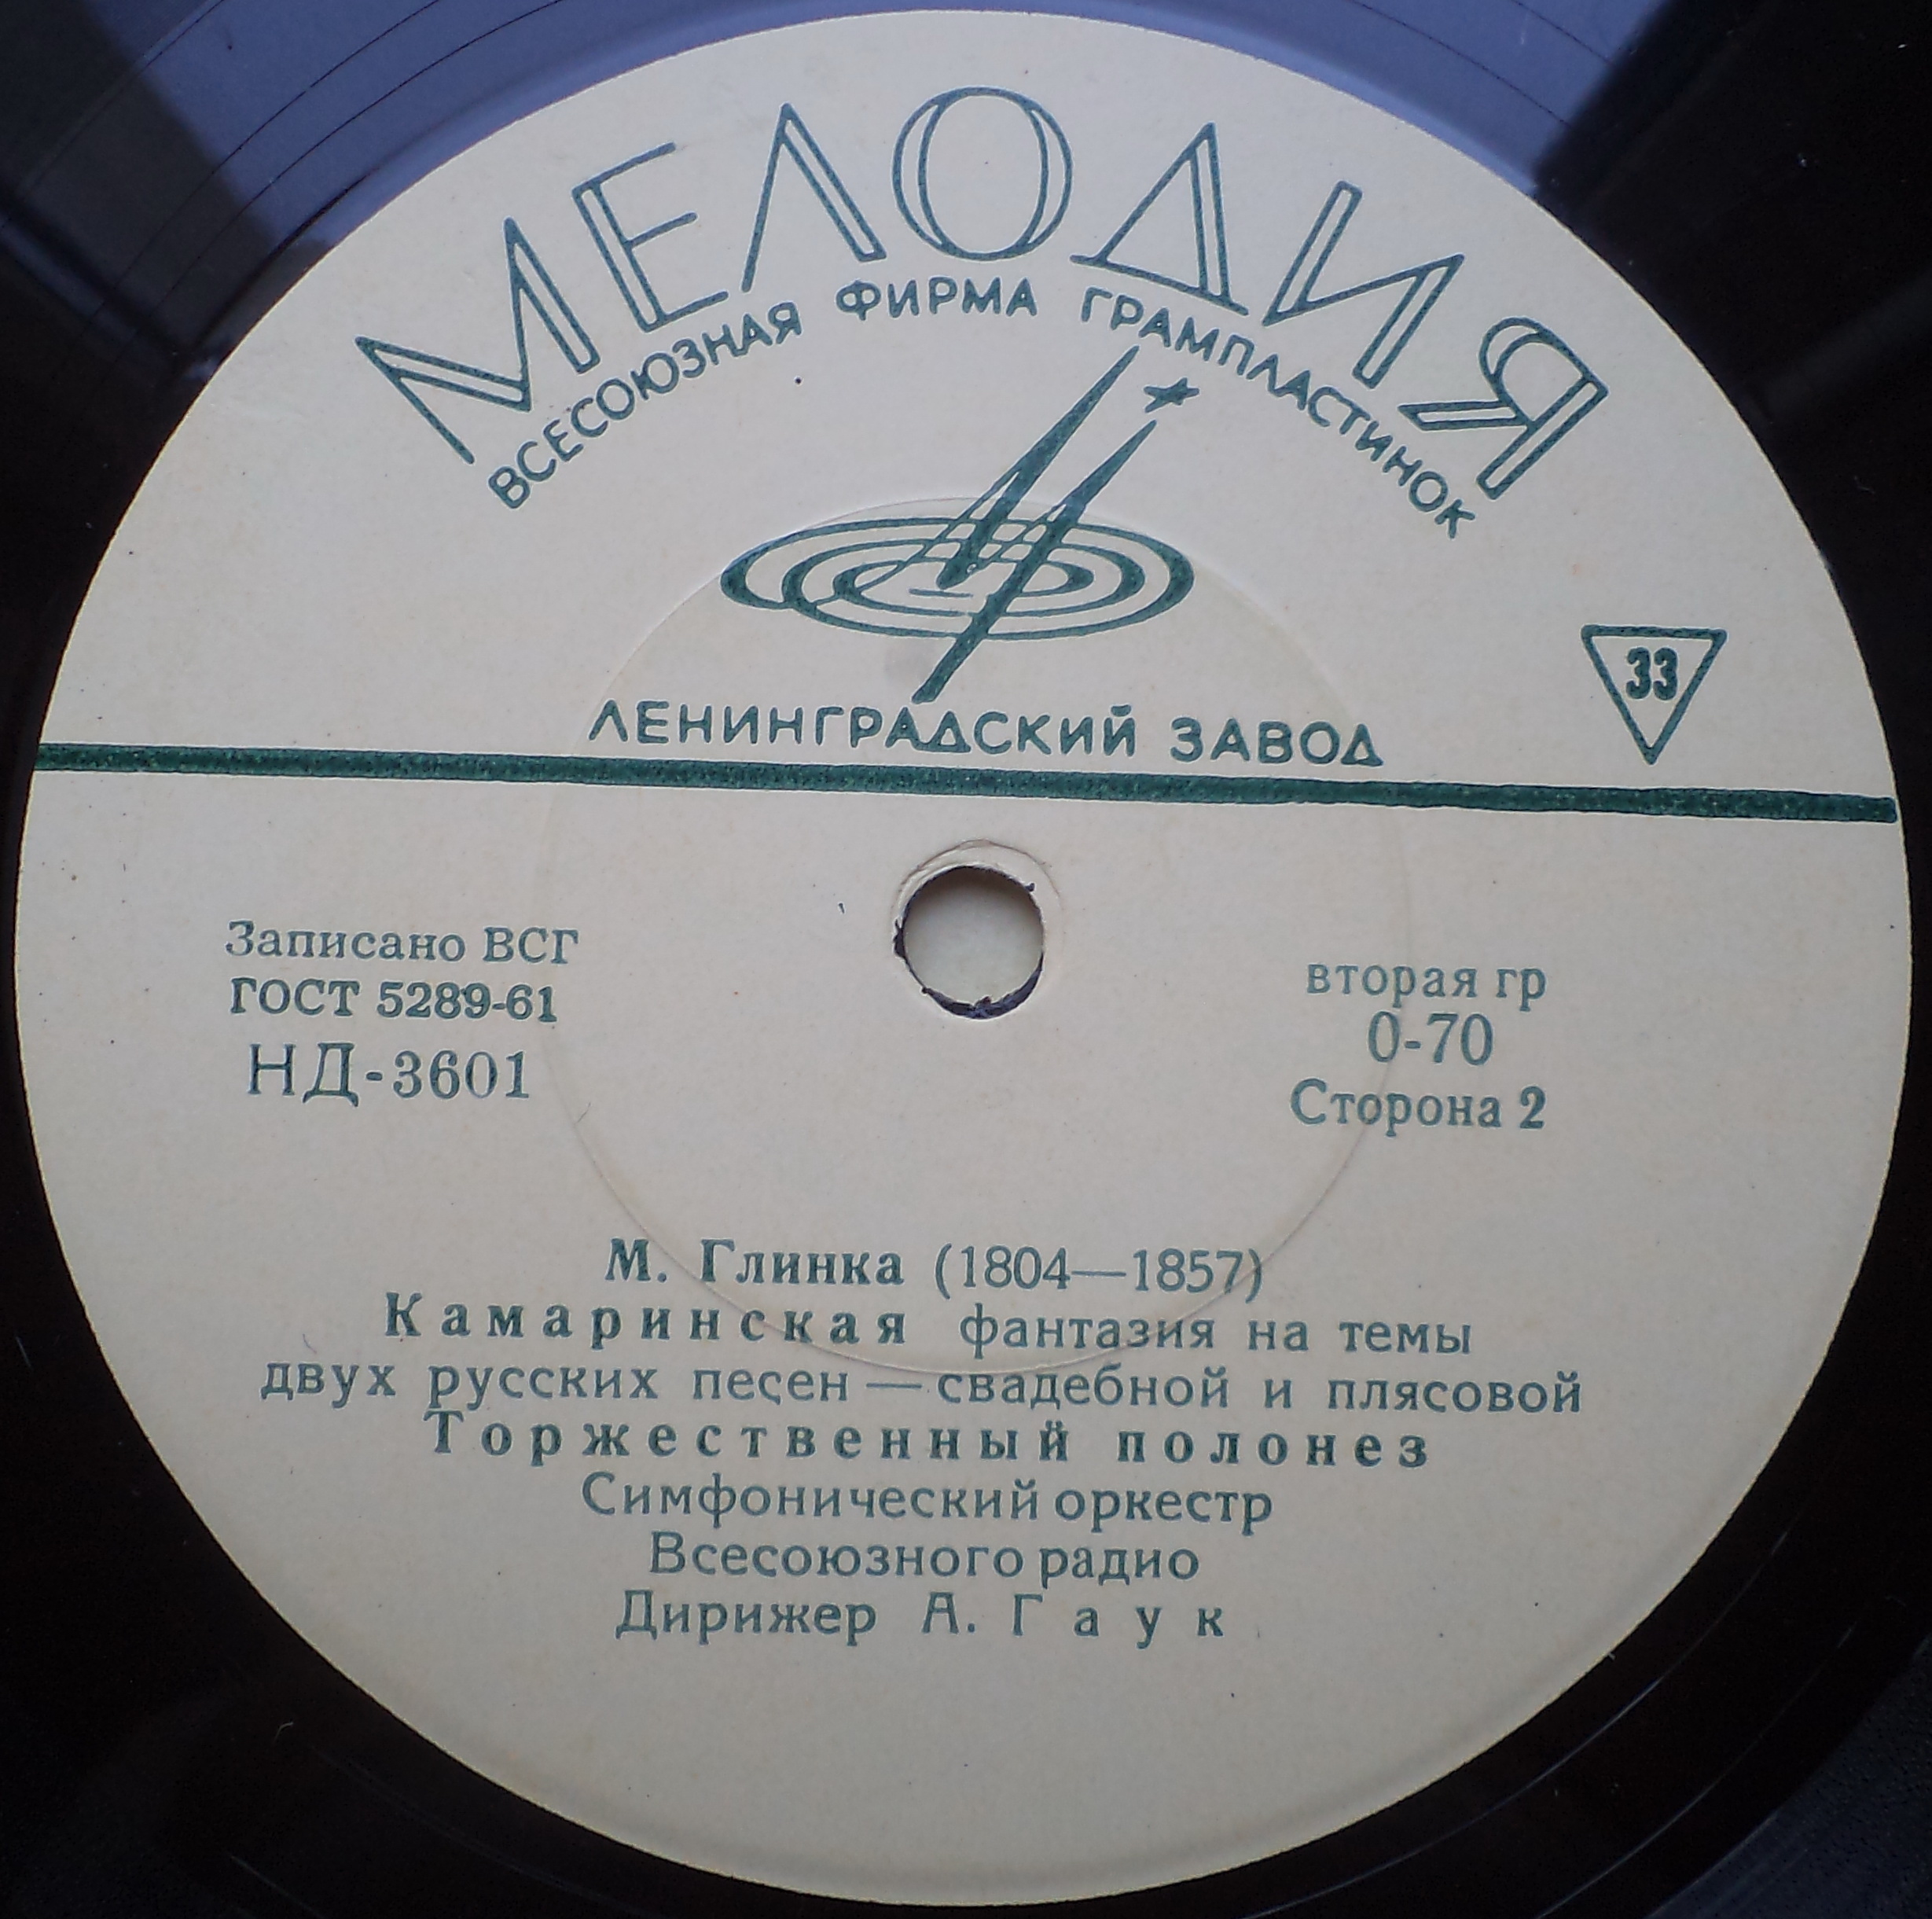 МЕЛОДИЯ
ВСЕСОЮЗНАЯ ФИРМА ГРАМПЛАСТИНОК
33
ЛЕНИНГРАДСКИЙ ЗАВОД
Записано ВСГ
ГОСТ 5289-61
НД-3601
вторая гр
0-70
Сторона 2
М. Глинка (1804—1857)
Камаринская фантазия на темы
двух русских песен — свадебной и плясовой
Торжественный полонез
Симфонический оркестр
Всесоюзного радио
Дирижер А. Гаук